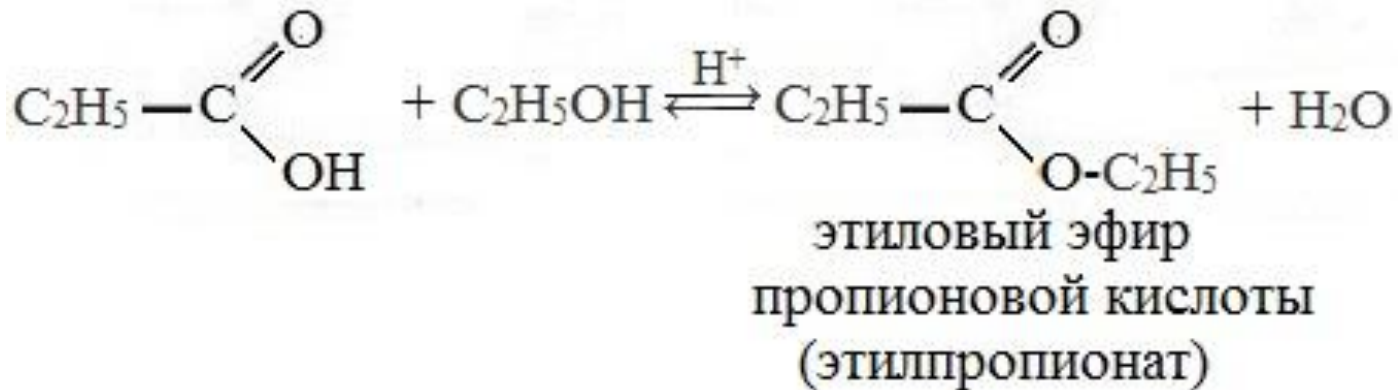 C₂H₅—C(=O)OH + C₂H₅OH ⇌ H⁺ C₂H₅—C(=O)O-C₂H₅ + H₂O
этиловый эфир
пропионовой кислоты
(этилпропионат)